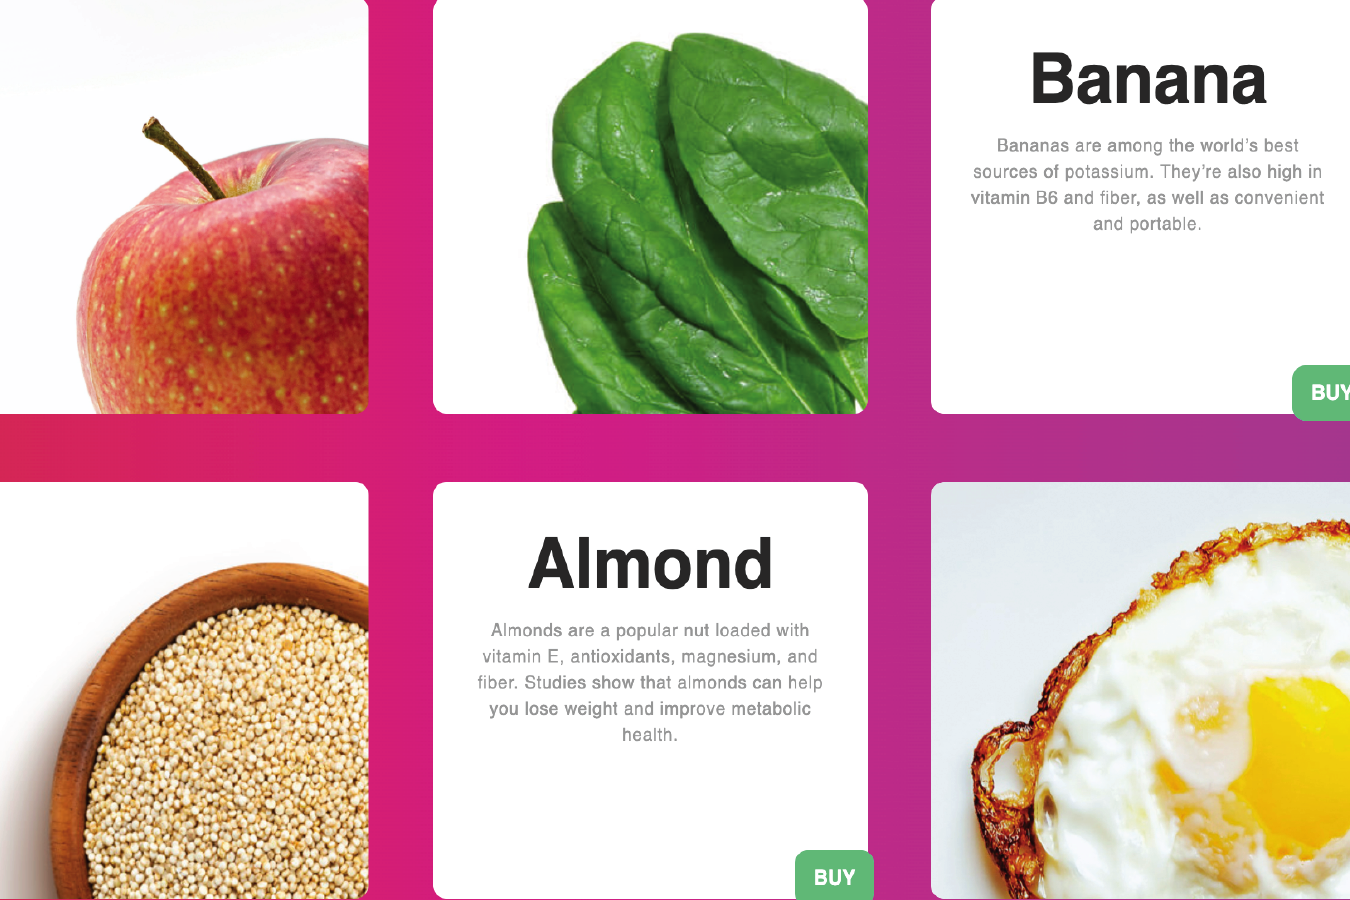 Banana
Bananas are among the world’s best
sources of potassium. They’re also high in
vitamin B6 and fiber, as well as convenient
and portable.
BUY
Almond
Almonds are a popular nut loaded with
vitamin E, antioxidants, magnesium, and
fiber. Studies show that almonds can help
you lose weight and improve metabolic
health.
BUY